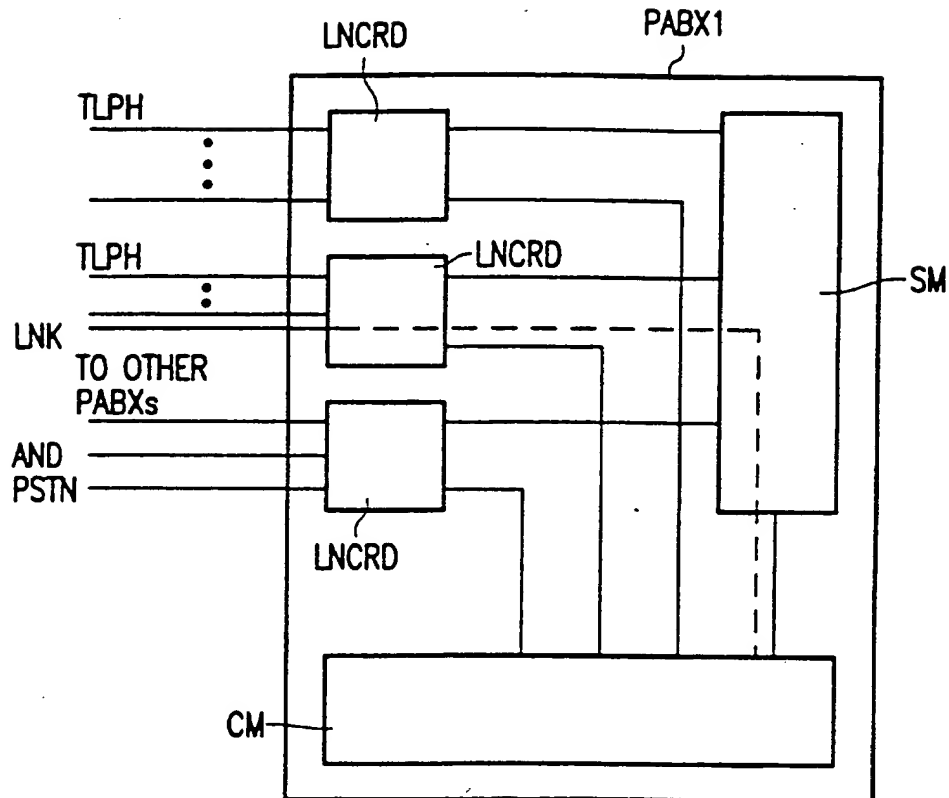 LNCRD
PABX1
TLPH
TLPH
LNCRD
SM
LNK
TO OTHER
PABXs
AND
PSTN
LNCRD
CM